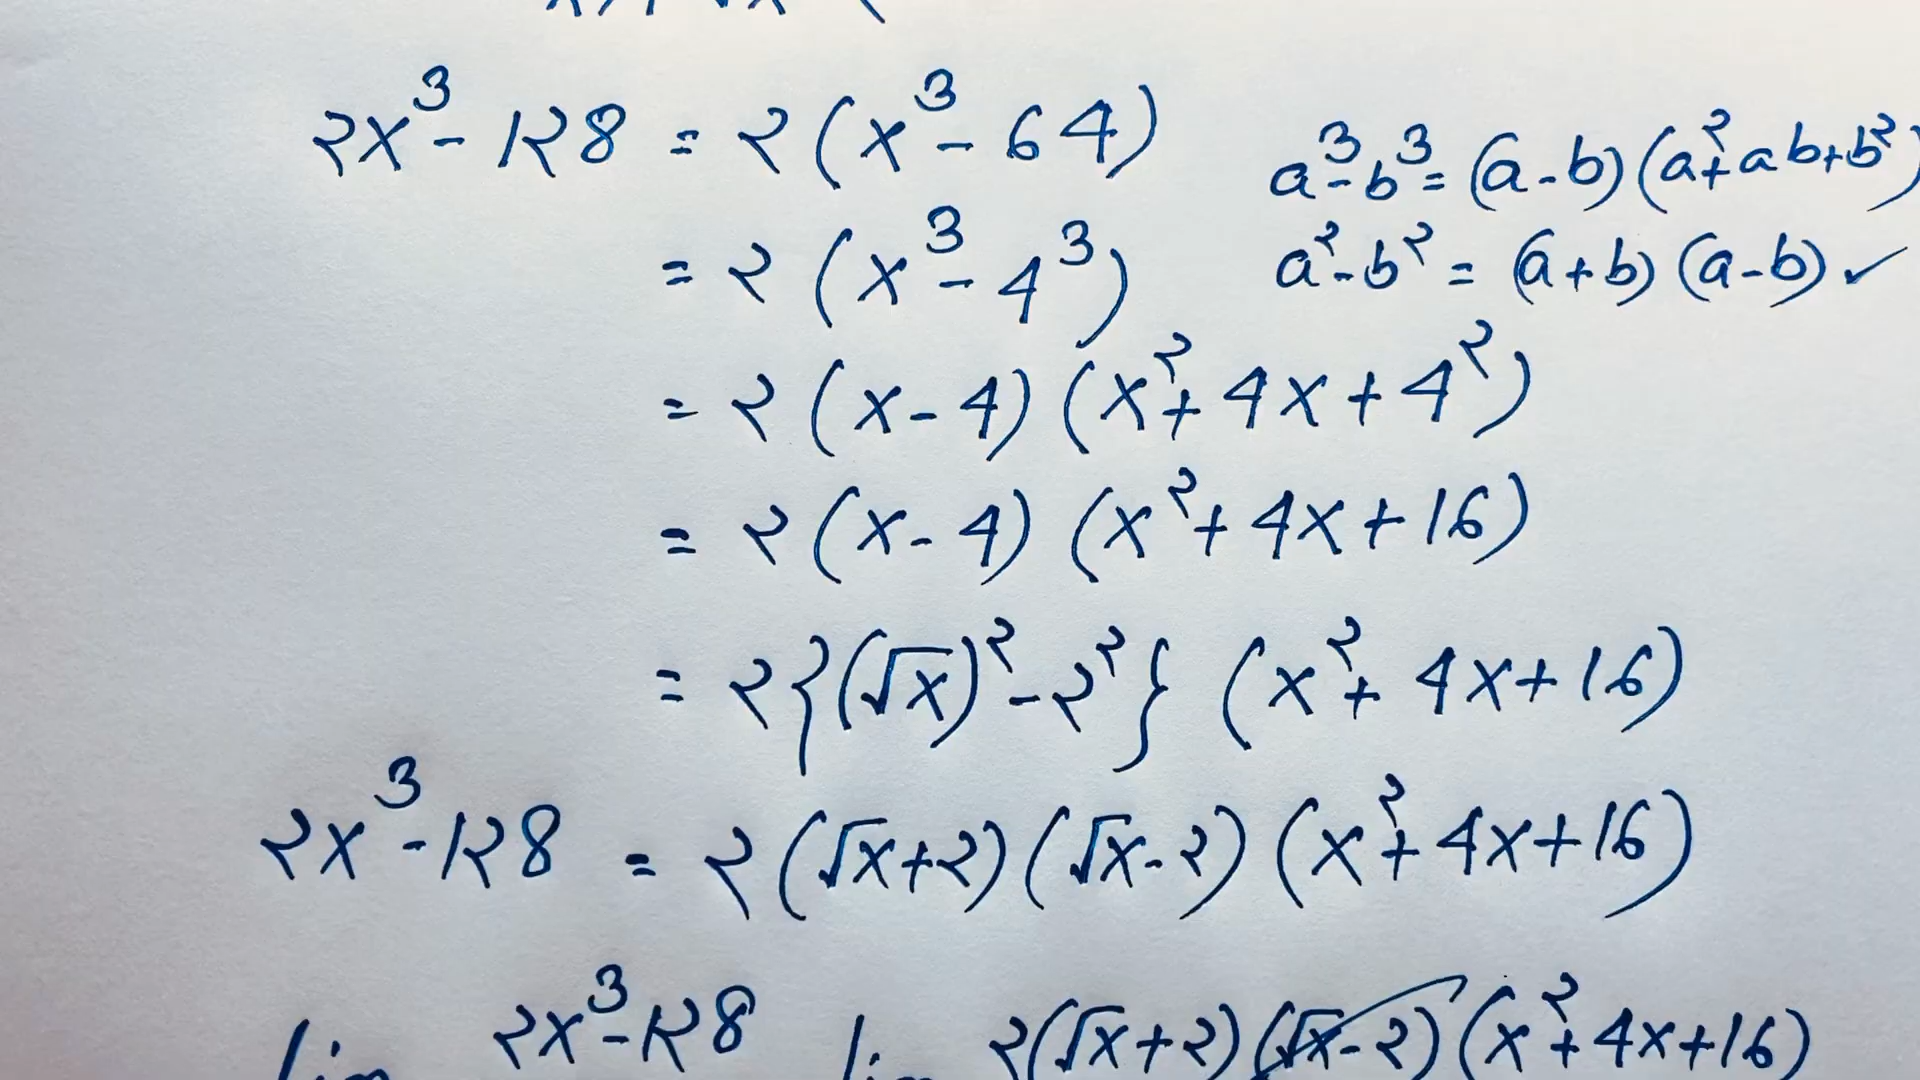 2x³-128 = 2(x³-64)
a³-b³=(a-b)(a²+ab+b²)
= 2(x³-4³)
a²-b² = (a+b)(a-b)✓
= 2(x-4)(x²+4x+4²)
= 2(x-4)(x²+4x+16)
= 2{(√x)²-2²}(x²+4x+16)
2x³-128 = 2(√x+2)(√x-2)(x²+4x+16)
lim 2x³-128 lim 2(√x+2)(√x-2)(x²+4x+16)